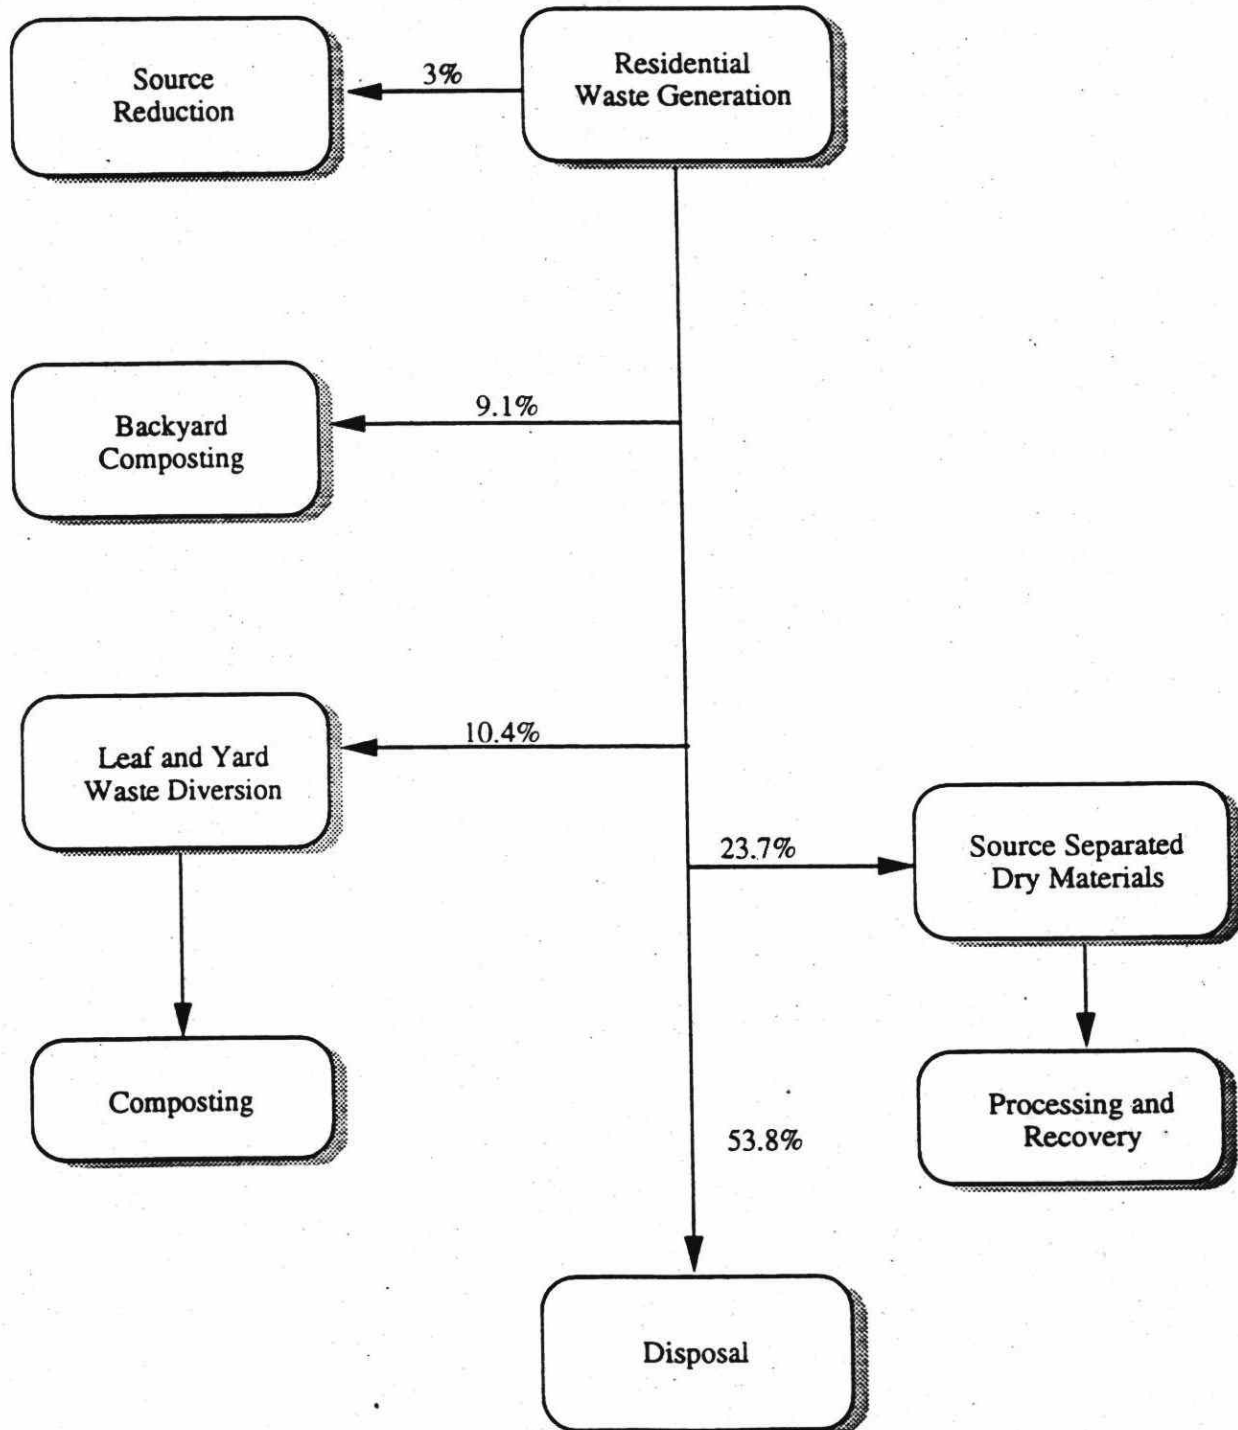 Source
Reduction
3%
Residential
Waste Generation
Backyard
Composting
9.1%
Leaf and Yard
Waste Diversion
10.4%
23.7%
Source Separated
Dry Materials
Composting
53.8%
Processing and
Recovery
Disposal